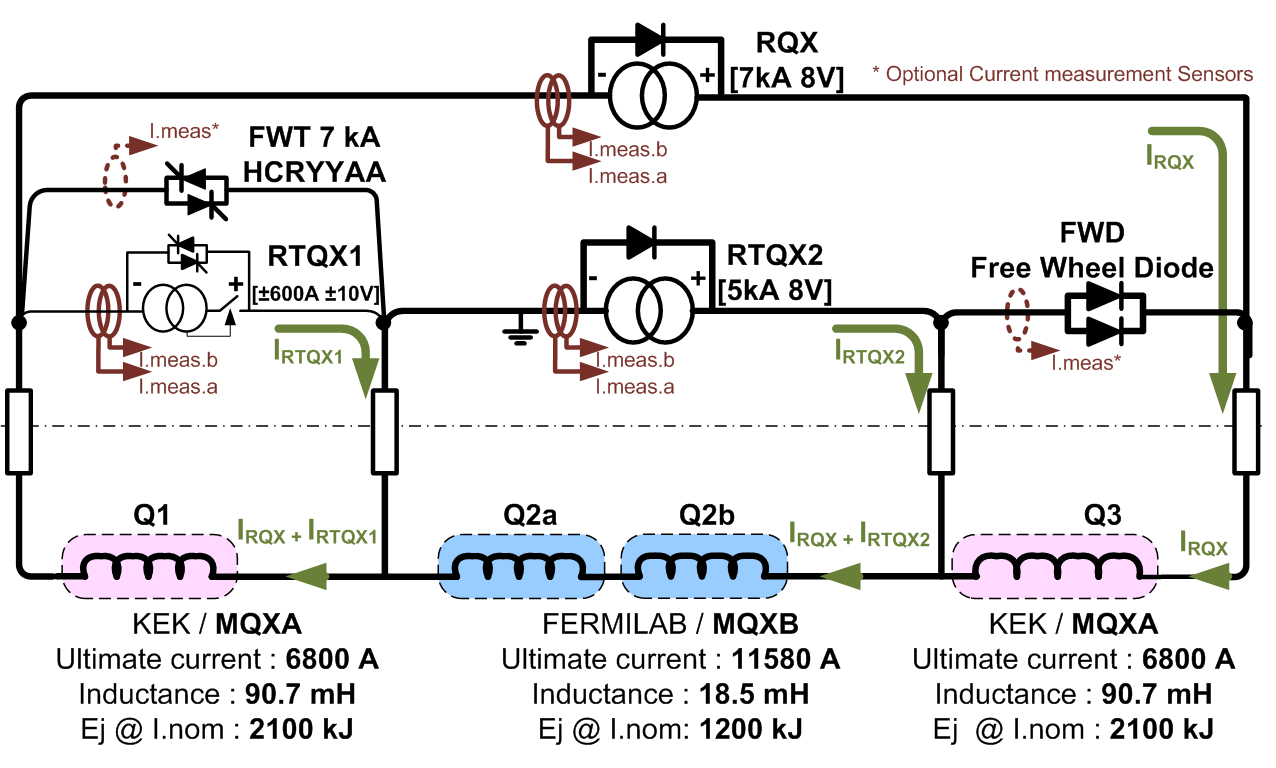 RQX
[7kA 8V]
-
+
* Optional Current measurement Sensors
I.meas.b
I.meas.a
I.meas*
FWT 7 kA
HCRYYAA
IRQX
RTQX1
[±600A ±10V]
-
+
I.meas.b
I.meas.a
IRTQX1
RTQX2
[5kA 8V]
-
+
I.meas.b
I.meas.a
IRTQX2
FWD
Free Wheel Diode
I.meas*
Q1
IRQX + IRTQX1
Q2a
Q2b
IRQX + IRTQX2
Q3
IRQX
KEK / MQXA
Ultimate current : 6800 A
Inductance : 90.7 mH
Ej @ I.nom : 2100 kJ
FERMILAB / MQXB
Ultimate current : 11580 A
Inductance : 18.5 mH
Ej @ I.nom: 1200 kJ
KEK / MQXA
Ultimate current : 6800 A
Inductance : 90.7 mH
Ej @ I.nom : 2100 kJ